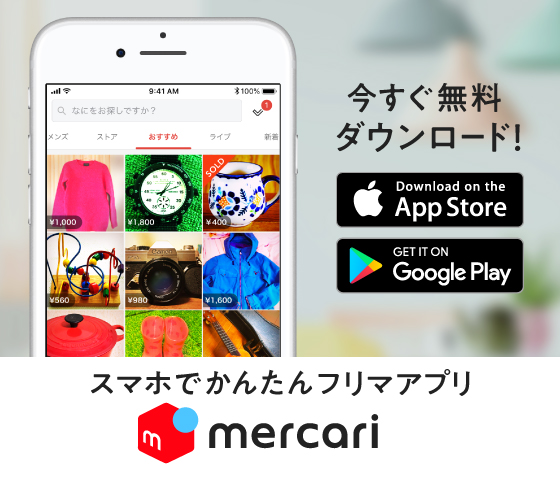 9:41 AM
100%
なにをお探しですか？
1
メンズ
ストア
おすすめ
ライブ
新着
SOLD
¥1,000
¥1,800
¥400
¥560
¥980
¥1,600
今すぐ無料
ダウンロード!
Download on the
App Store
GET IT ON
Google Play
スマホでかんたんフリマアプリ
m
mercari